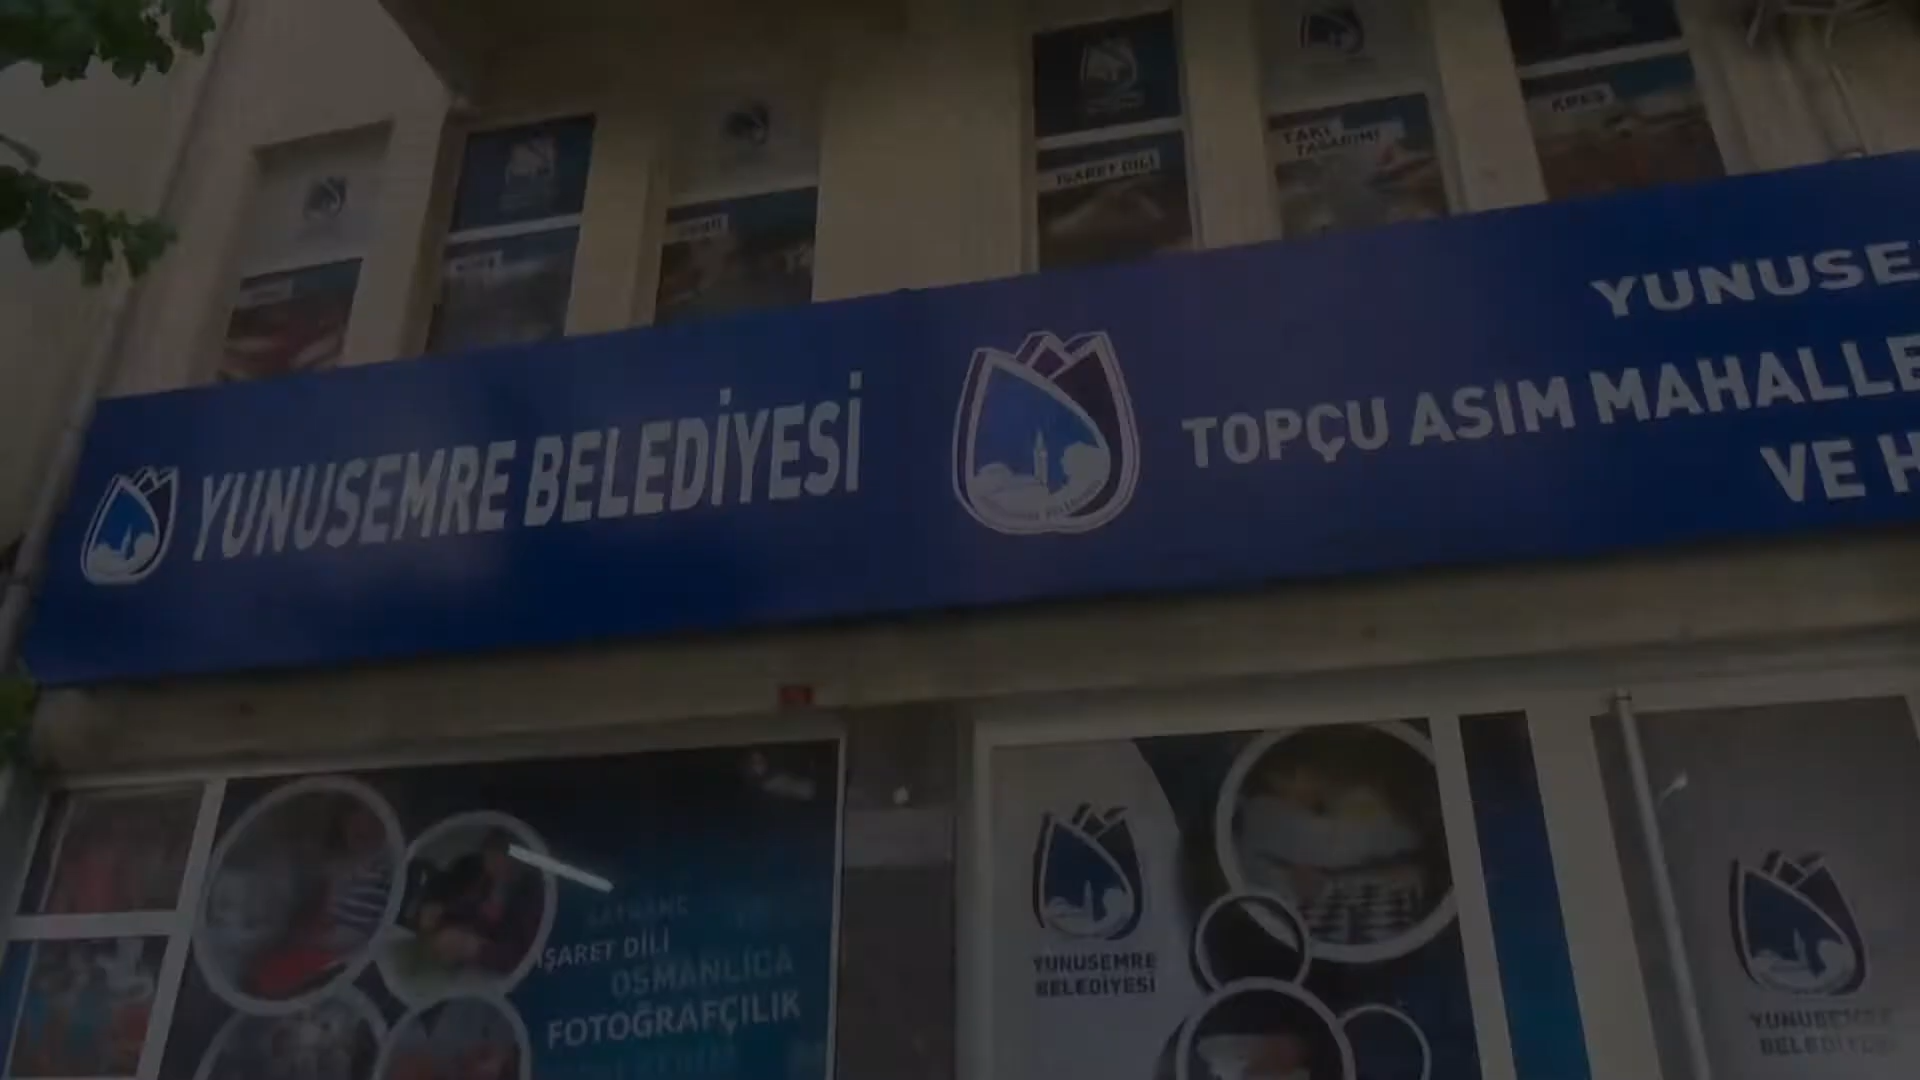 İŞARET DİLİ
TAKI
TASARIMI
KREŞ
YUNUSEMRE BELEDİYESİ
YUNUSE
TOPÇU ASIM MAHALLE
VE H
İŞARET DİLİ
OSMANLICA
FOTOĞRAFÇILIK
YUNUSEMRE
BELEDİYESİ
YUNUSEMRE
BELEDİYESİ